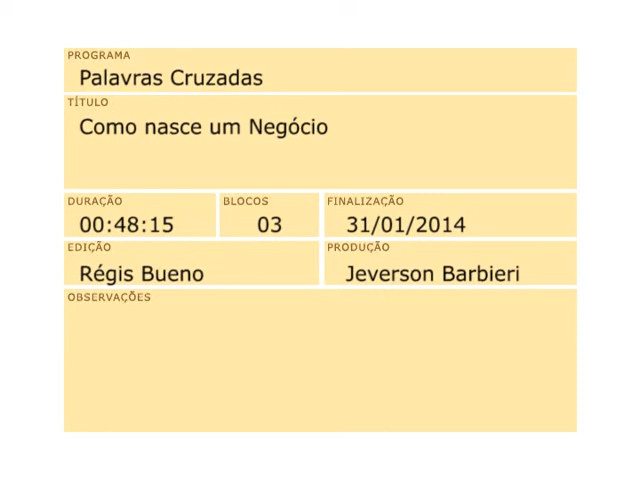 PROGRAMA
Palavras Cruzadas
TÍTULO
Como nasce um Negócio
DURAÇÃO BLOCOS FINALIZAÇÃO
00:48:15 03 31/01/2014
EDIÇÃO PRODUÇÃO
Régis Bueno Jeverson Barbieri
OBSERVAÇÕES